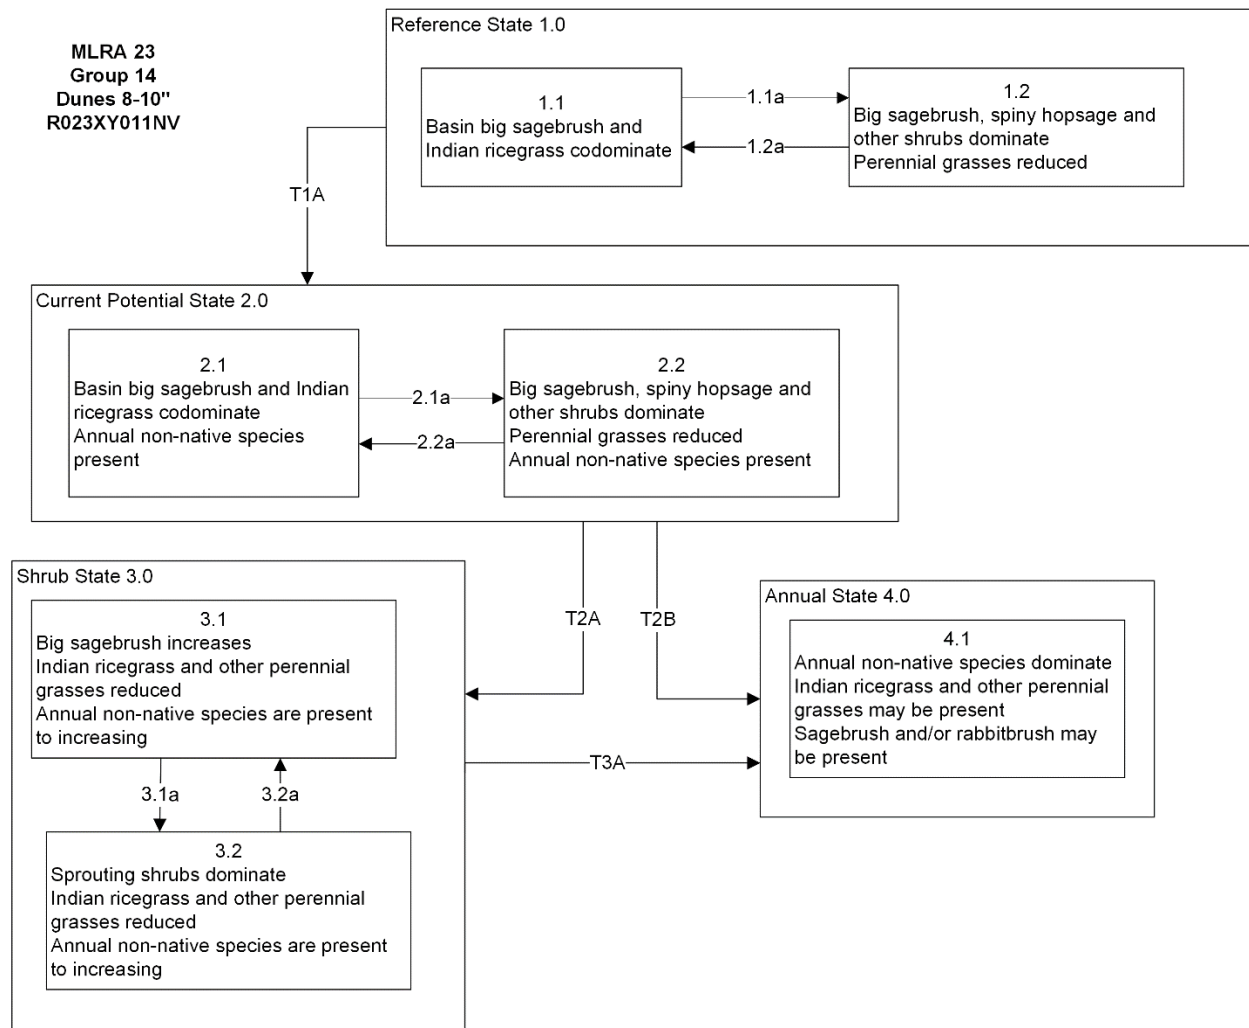 MLRA 23
Group 14
Dunes 8-10"
R023XY011NV
Reference State 1.0
1.1
Basin big sagebrush and
Indian ricegrass codominate
1.1a
1.2a
1.2
Big sagebrush, spiny hopsage and
other shrubs dominate
Perennial grasses reduced
T1A
Current Potential State 2.0
2.1
Basin big sagebrush and Indian
ricegrass codominate
Annual non-native species
present
2.1a
2.2a
2.2
Big sagebrush, spiny hopsage and
other shrubs dominate
Perennial grasses reduced
Annual non-native species present
T2A
T2B
Shrub State 3.0
3.1
Big sagebrush increases
Indian ricegrass and other perennial
grasses reduced
Annual non-native species are present
to increasing
3.1a
3.2a
3.2
Sprouting shrubs dominate
Indian ricegrass and other perennial
grasses reduced
Annual non-native species are present
to increasing
T3A
Annual State 4.0
4.1
Annual non-native species dominate
Indian ricegrass and other perennial
grasses may be present
Sagebrush and/or rabbitbrush may
be present